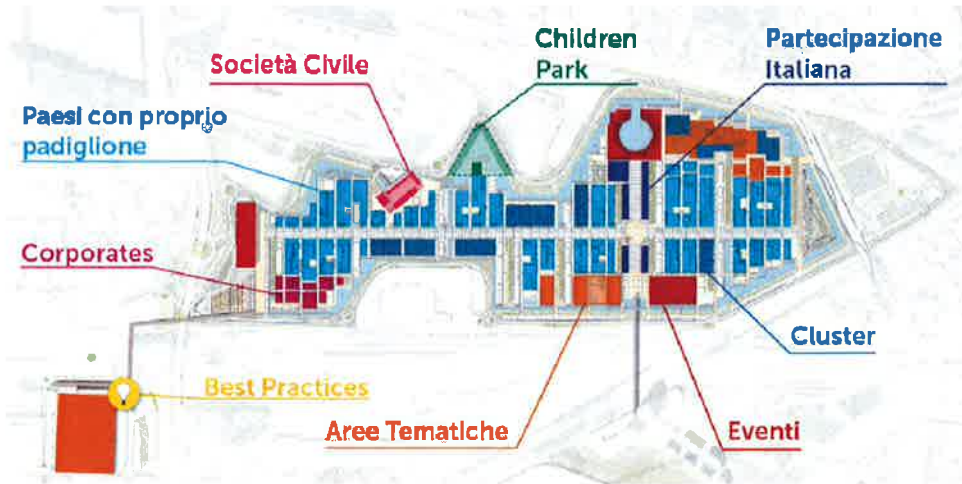 Children
Park
Partecipazione
Italiana
Società Civile
Paesi con proprio
padiglione
Corporates
Cluster
Best Practices
Aree Tematiche
Eventi